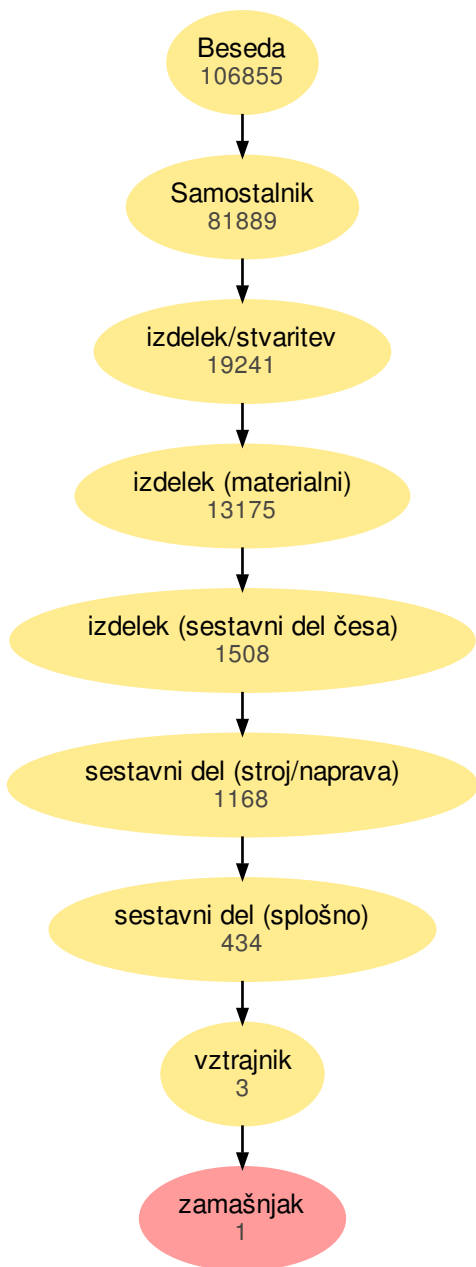 Beseda
106855
Samostalnik
81889
izdelek/stvaritev
19241
izdelek (materialni)
13175
izdelek (sestavni del česa)
1508
sestavni del (stroj/naprava)
1168
sestavni del (splošno)
434
vztrajnik
3
zamašnjak
1